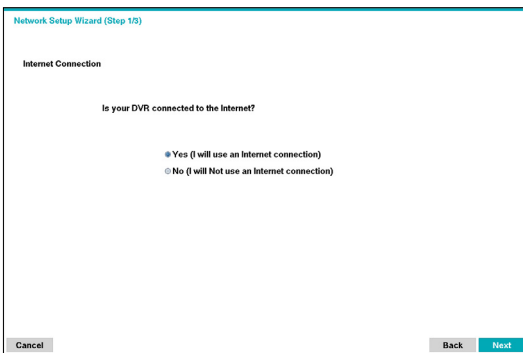 Network Setup Wizard (Step 1/3)
Internet Connection
Is your DVR connected to the Internet?
Yes (I will use an Internet connection)
No (I will Not use an Internet connection)
Cancel Back Next